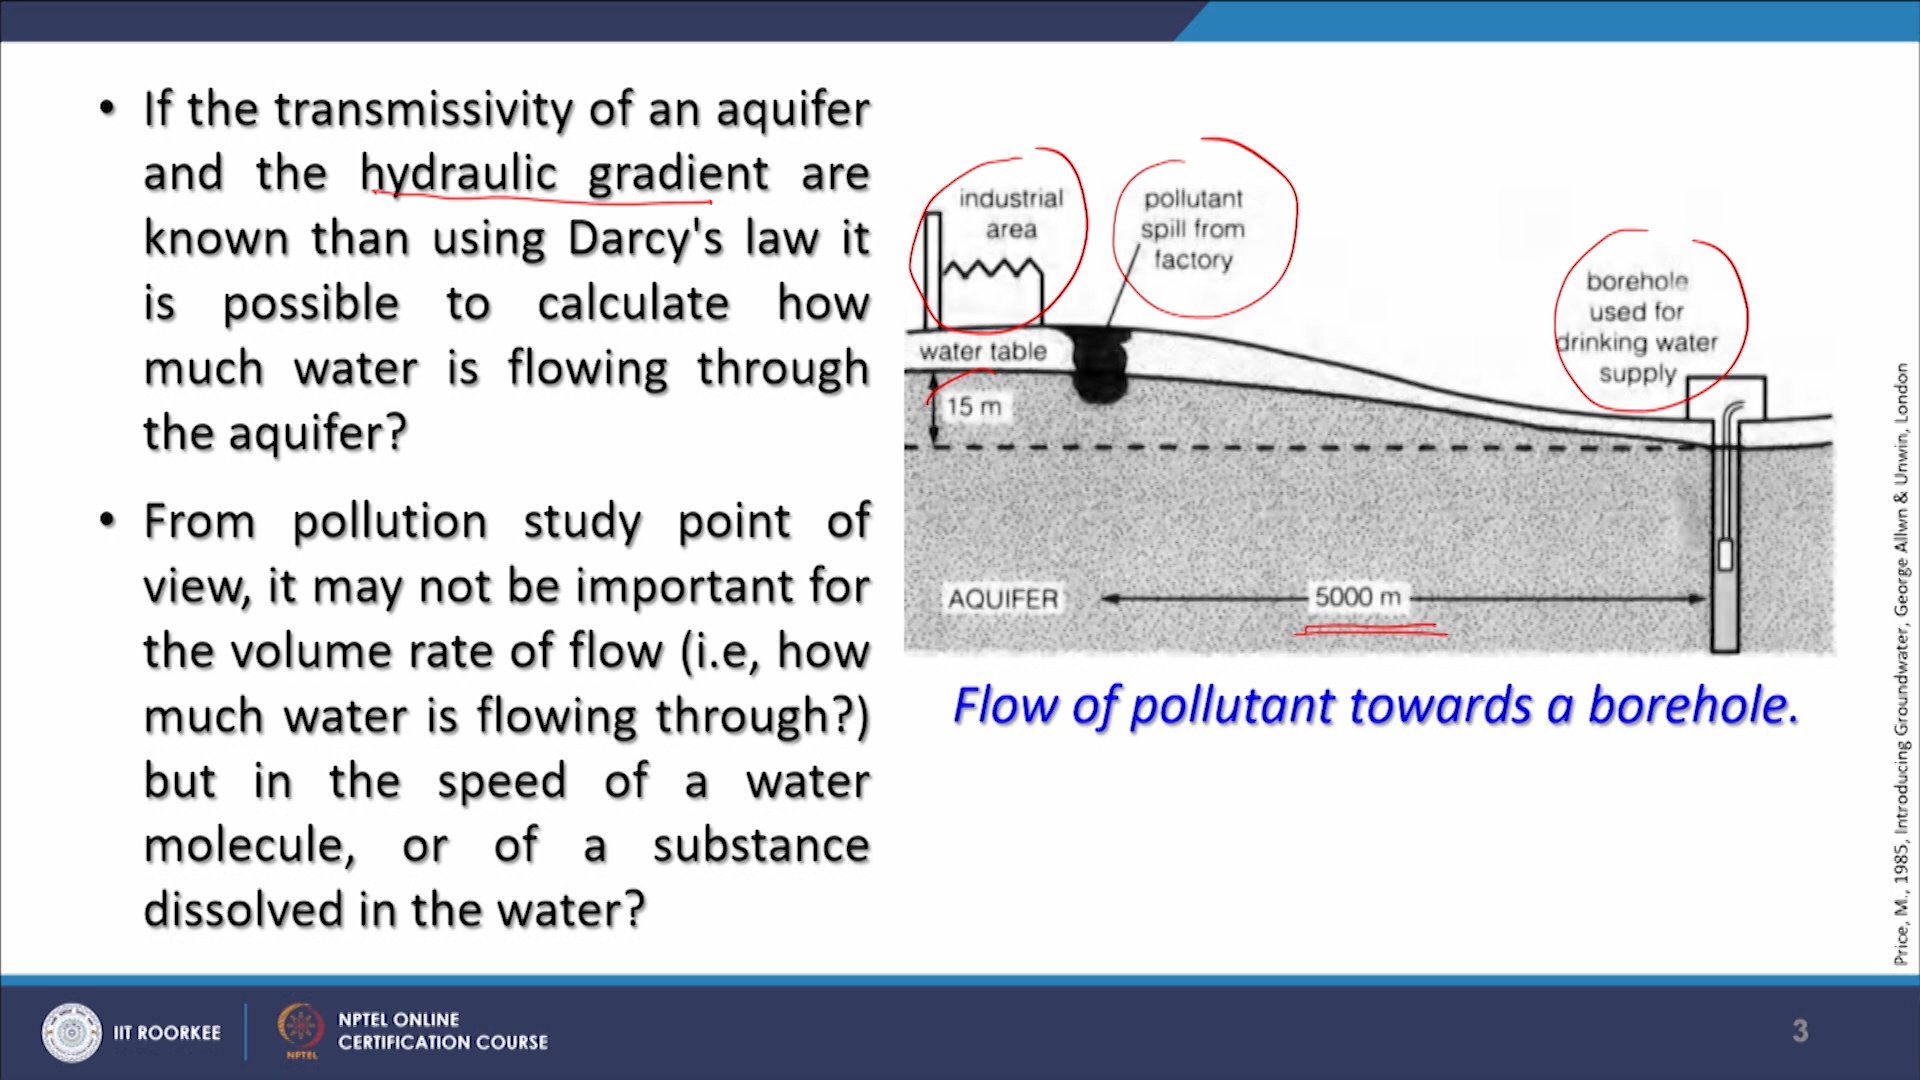 • If the transmissivity of an aquifer
and the hydraulic gradient are
known than using Darcy's law it
is possible to calculate how
much water is flowing through
the aquifer?
• From pollution study point of
view, it may not be important for
the volume rate of flow (i.e, how
much water is flowing through?)
but in the speed of a water
molecule, or of a substance
dissolved in the water?
industrial
area
pollutant
spill from
factory
borehole
used for
drinking water
supply
water table
15 m
AQUIFER
5000 m
Flow of pollutant towards a borehole.
Price, M., 1985, Introducing Groundwater, George Allwn & Unwin, London
IIT ROORKEE
NPTEL
NPTEL ONLINE
CERTIFICATION COURSE
3